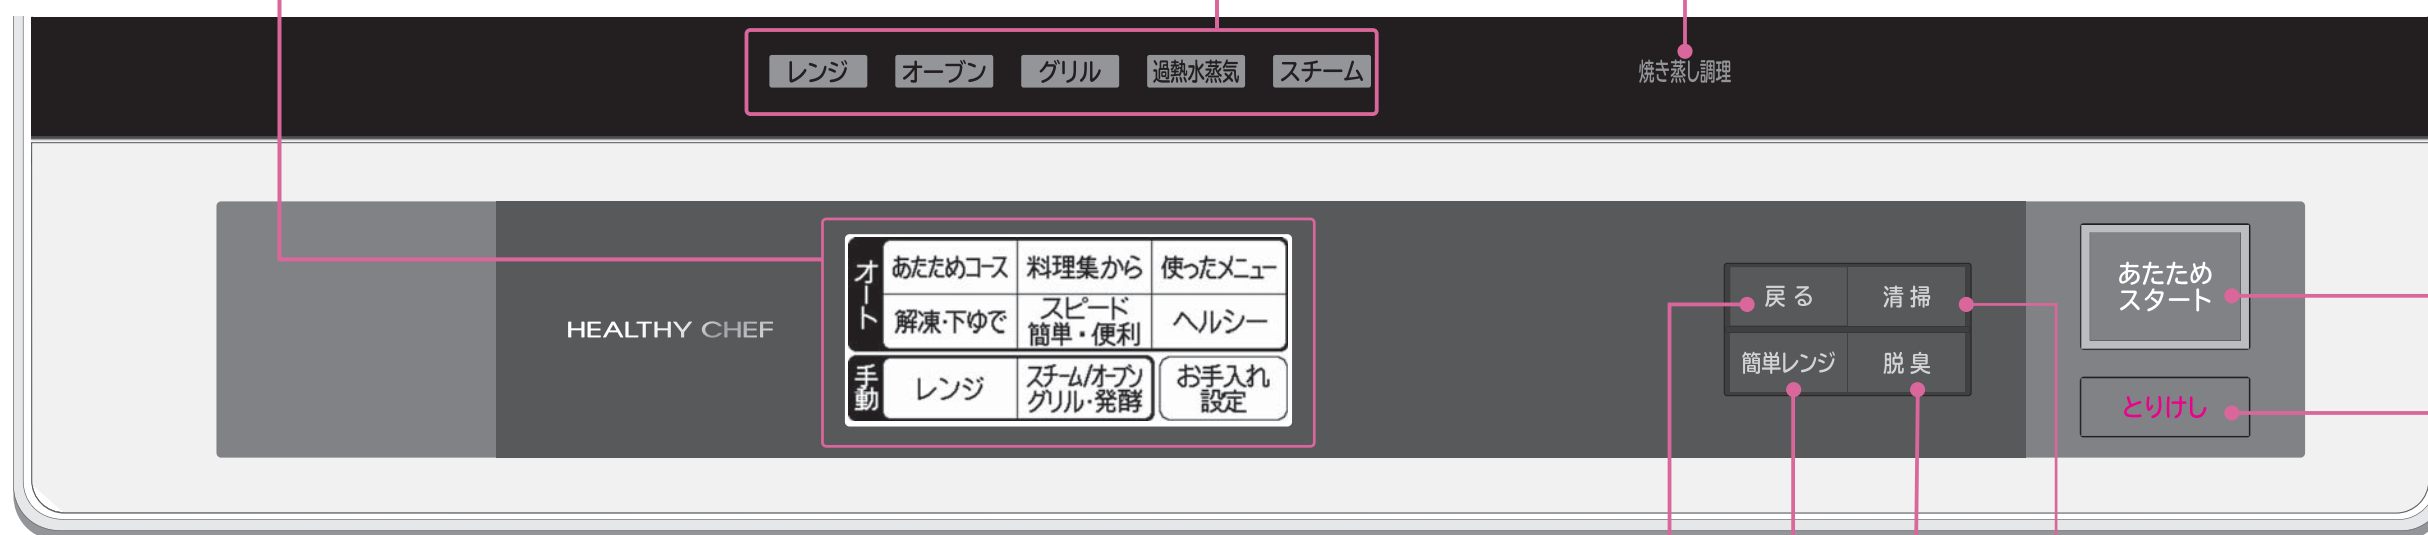 レンジ オーブン グリル 過熱水蒸気 スチーム
焼き蒸し調理
HEALTHY CHEF
オート
あたためコース 料理集から 使ったメニュー
解凍・下ゆで スピード簡単・便利 ヘルシー
手動
レンジ スチーム/オーブングリル・発酵 お手入れ設定
戻る 清掃
簡単レンジ 脱臭
あたため
スタート
とりけし